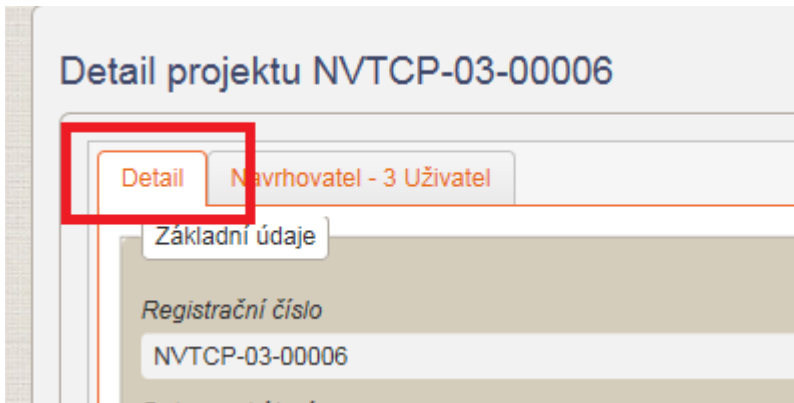 Detail projektu NVTCP-03-00006
Detail
Navrhovatel - 3 Uživatel
Základní údaje
Registrační číslo
NVTCP-03-00006